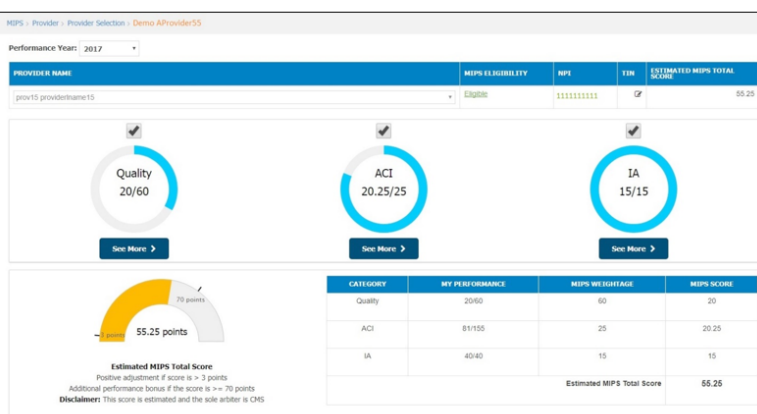 MIPS > Provider > Provider Selection > Demo AProvider55
Performance Year: 2017
PROVIDER NAME MIPS ELIGIBILITY NPI TIN ESTIMATED MIPS TOTAL SCORE
prov15 providerlname15 Eligible 1111111111 55.25
Quality
20/60
See More >
ACI
20.25/25
See More >
IA
15/15
See More >
70 points
3 points
55.25 points
Estimated MIPS Total Score
Positive adjustment if score is > 3 points
Additional performance bonus if the score is >= 70 points
Disclaimer: This score is estimated and the sole arbiter is CMS
CATEGORY MY PERFORMANCE MIPS WEIGHTAGE MIPS SCORE
Quality 20/60 60 20
ACI 81/155 25 20.25
IA 40/40 15 15
Estimated MIPS Total Score 55.25